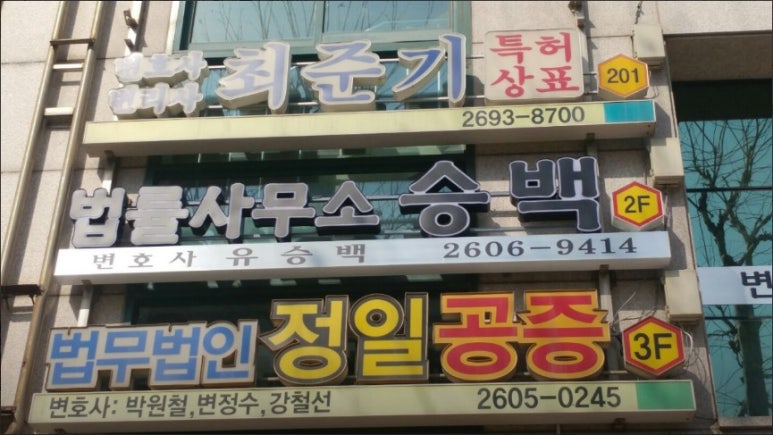 변호사 변리사 최준기 특허 상표 201
2693-8700
법률사무소 승백 2F
변호사 유승백 2606-9414
변
법무법인 정일공증 3F
변호사: 박원철,변정수,강철선 2605-0245